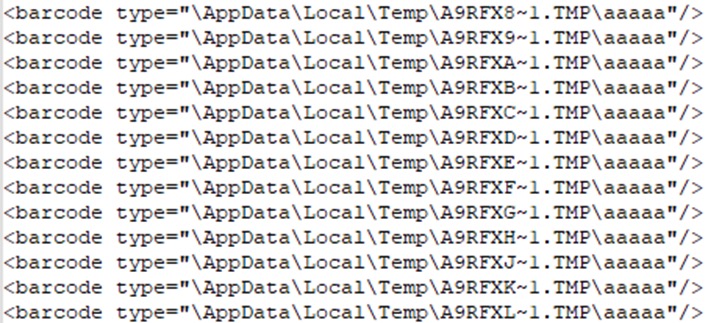 <barcode type="\AppData\Local\Temp\A9RFX8~1.TMP\aaaaa"/>
<barcode type="\AppData\Local\Temp\A9RFX9~1.TMP\aaaaa"/>
<barcode type="\AppData\Local\Temp\A9RFXA~1.TMP\aaaaa"/>
<barcode type="\AppData\Local\Temp\A9RFXB~1.TMP\aaaaa"/>
<barcode type="\AppData\Local\Temp\A9RFXC~1.TMP\aaaaa"/>
<barcode type="\AppData\Local\Temp\A9RFXD~1.TMP\aaaaa"/>
<barcode type="\AppData\Local\Temp\A9RFXE~1.TMP\aaaaa"/>
<barcode type="\AppData\Local\Temp\A9RFXF~1.TMP\aaaaa"/>
<barcode type="\AppData\Local\Temp\A9RFXG~1.TMP\aaaaa"/>
<barcode type="\AppData\Local\Temp\A9RFXH~1.TMP\aaaaa"/>
<barcode type="\AppData\Local\Temp\A9RFXJ~1.TMP\aaaaa"/>
<barcode type="\AppData\Local\Temp\A9RFXK~1.TMP\aaaaa"/>
<barcode type="\AppData\Local\Temp\A9RFXL~1.TMP\aaaaa"/>